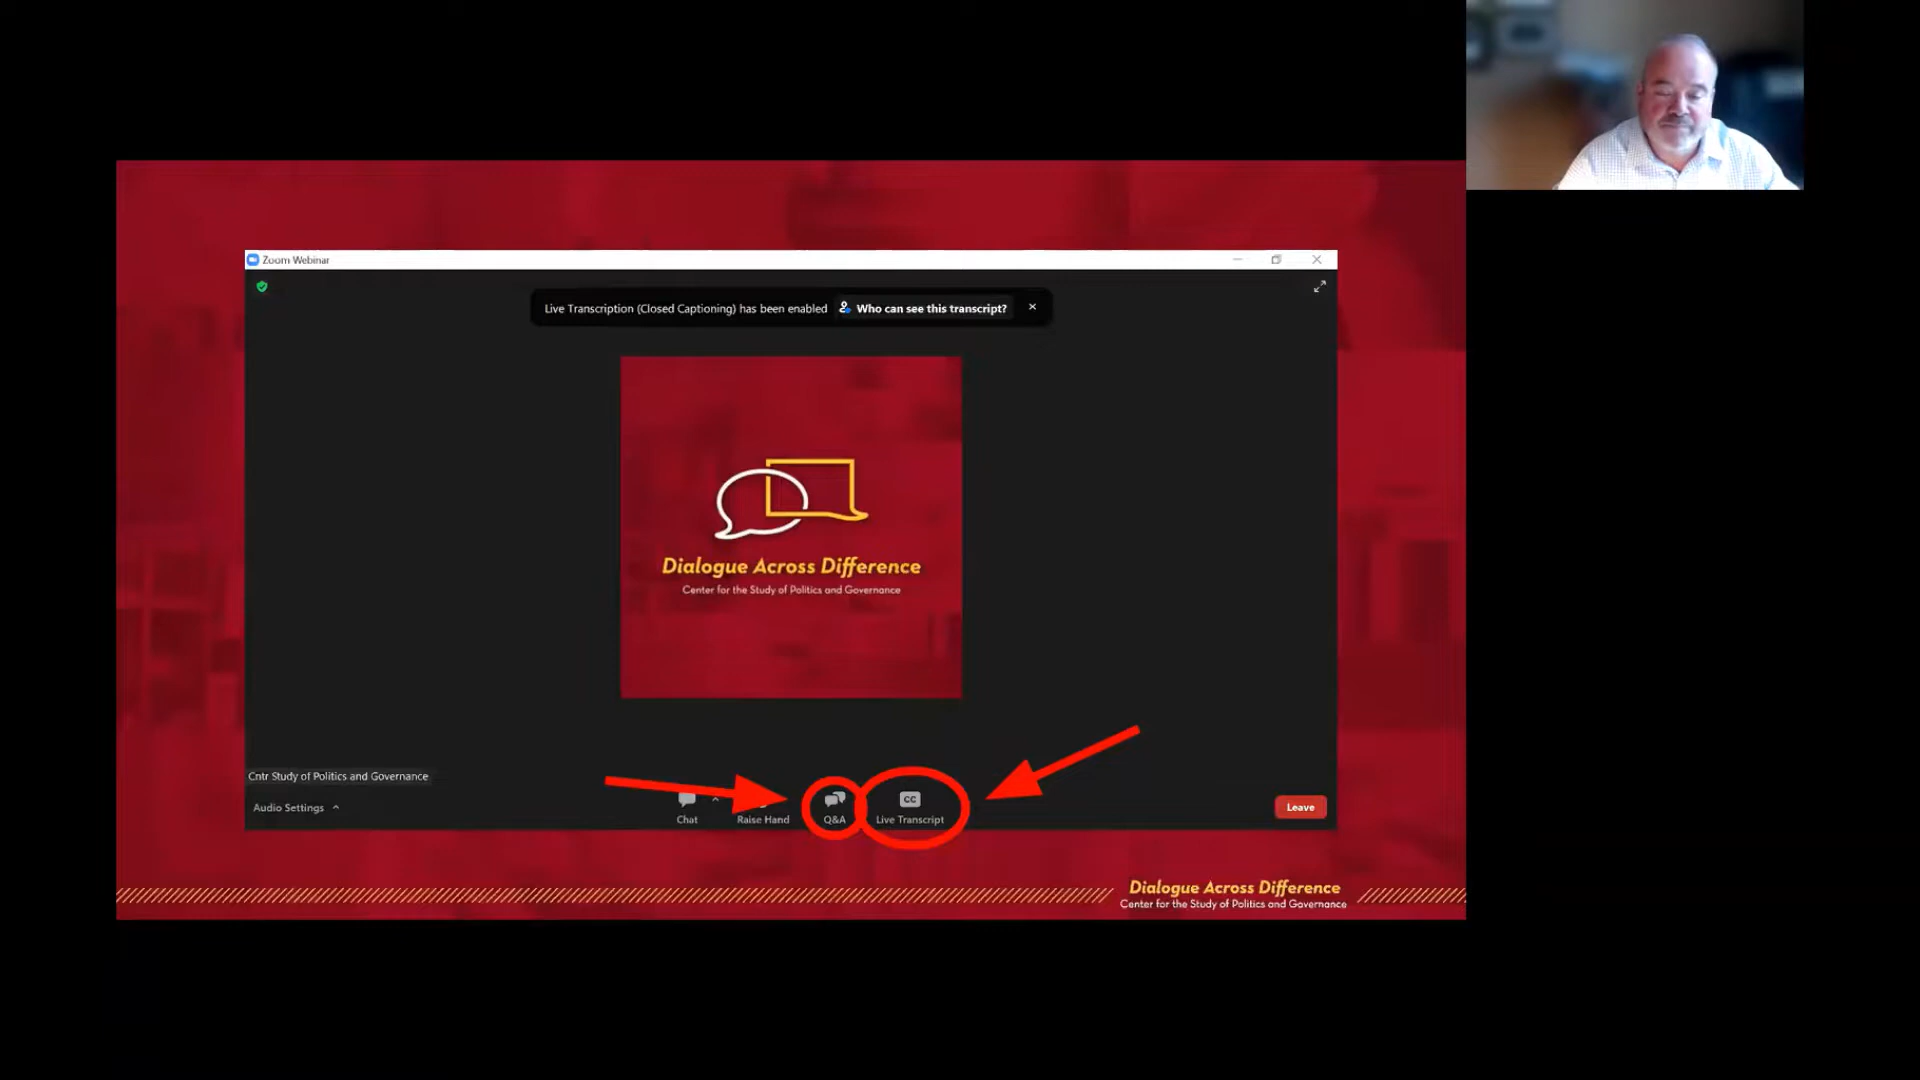 Zoom Webinar
Live Transcription (Closed Captioning) has been enabled Who can see this transcript?
Dialogue Across Difference
Center for the Study of Politics and Governance
Cntr Study of Politics and Governance
Audio Settings
Chat
Raise Hand
Q&A
CC
Live Transcript
Leave
Dialogue Across Difference
Center for the Study of Politics and Governance